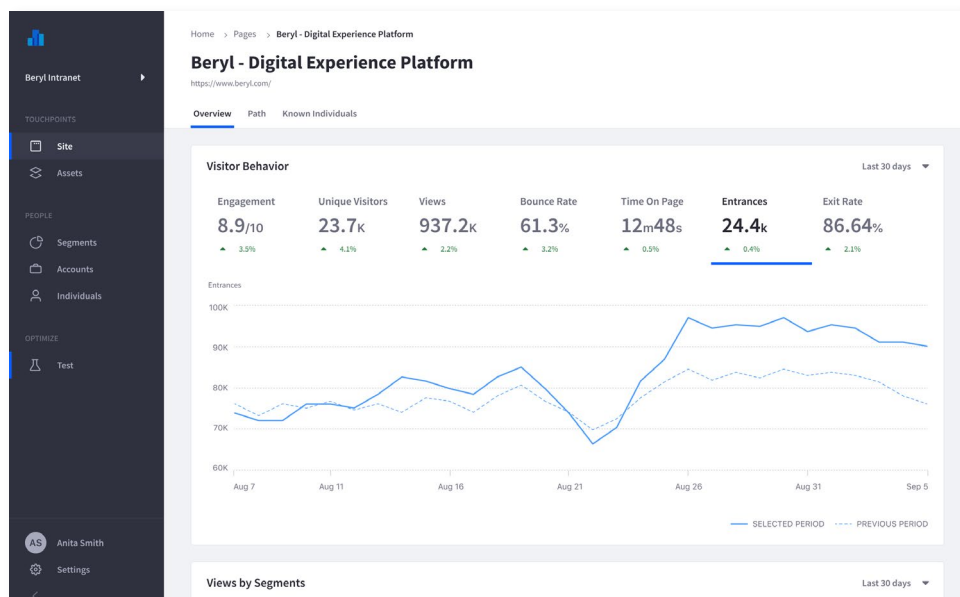 Home > Pages > Beryl - Digital Experience Platform
Beryl - Digital Experience Platform
https://www.beryl.com/
Overview Path Known Individuals
Beryl Intranet
TOUCHPOINTS
Site
Assets
PEOPLE
Segments
Accounts
Individuals
OPTIMIZE
Test
AS Anita Smith
Settings
Visitor Behavior Last 30 days
Engagement Unique Visitors Views Bounce Rate Time On Page Entrances Exit Rate
8.9/10 23.7K 937.2K 61.3% 12m48s 24.4k 86.64%
3.5% 4.1% 2.2% 3.2% 0.5% 0.4% 2.1%
Entrances
100K
90K
80K
70K
60K
Aug 7 Aug 11 Aug 16 Aug 21 Aug 26 Aug 31 Sep 5
SELECTED PERIOD PREVIOUS PERIOD
Views by Segments Last 30 days